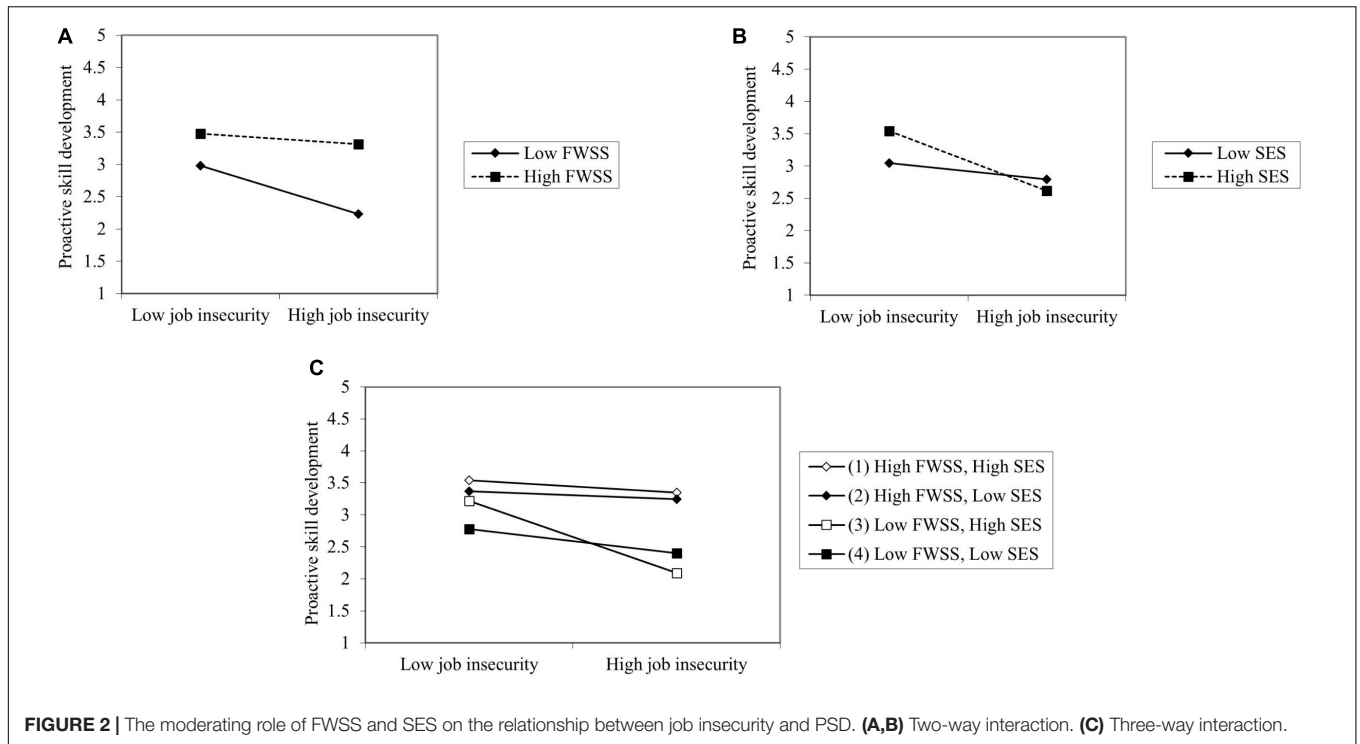 A
Proactive skill development
5
4.5
4
3.5
3
2.5
2
1.5
1
Low job insecurity High job insecurity
Low FWSS
High FWSS
B
Proactive skill development
5
4.5
4
3.5
3
2.5
2
1.5
1
Low job insecurity High job insecurity
Low SES
High SES
C
Proactive skill development
5
4.5
4
3.5
3
2.5
2
1.5
1
Low job insecurity High job insecurity
(1) High FWSS, High SES
(2) High FWSS, Low SES
(3) Low FWSS, High SES
(4) Low FWSS, Low SES
FIGURE 2 | The moderating role of FWSS and SES on the relationship between job insecurity and PSD. (A,B) Two-way interaction. (C) Three-way interaction.